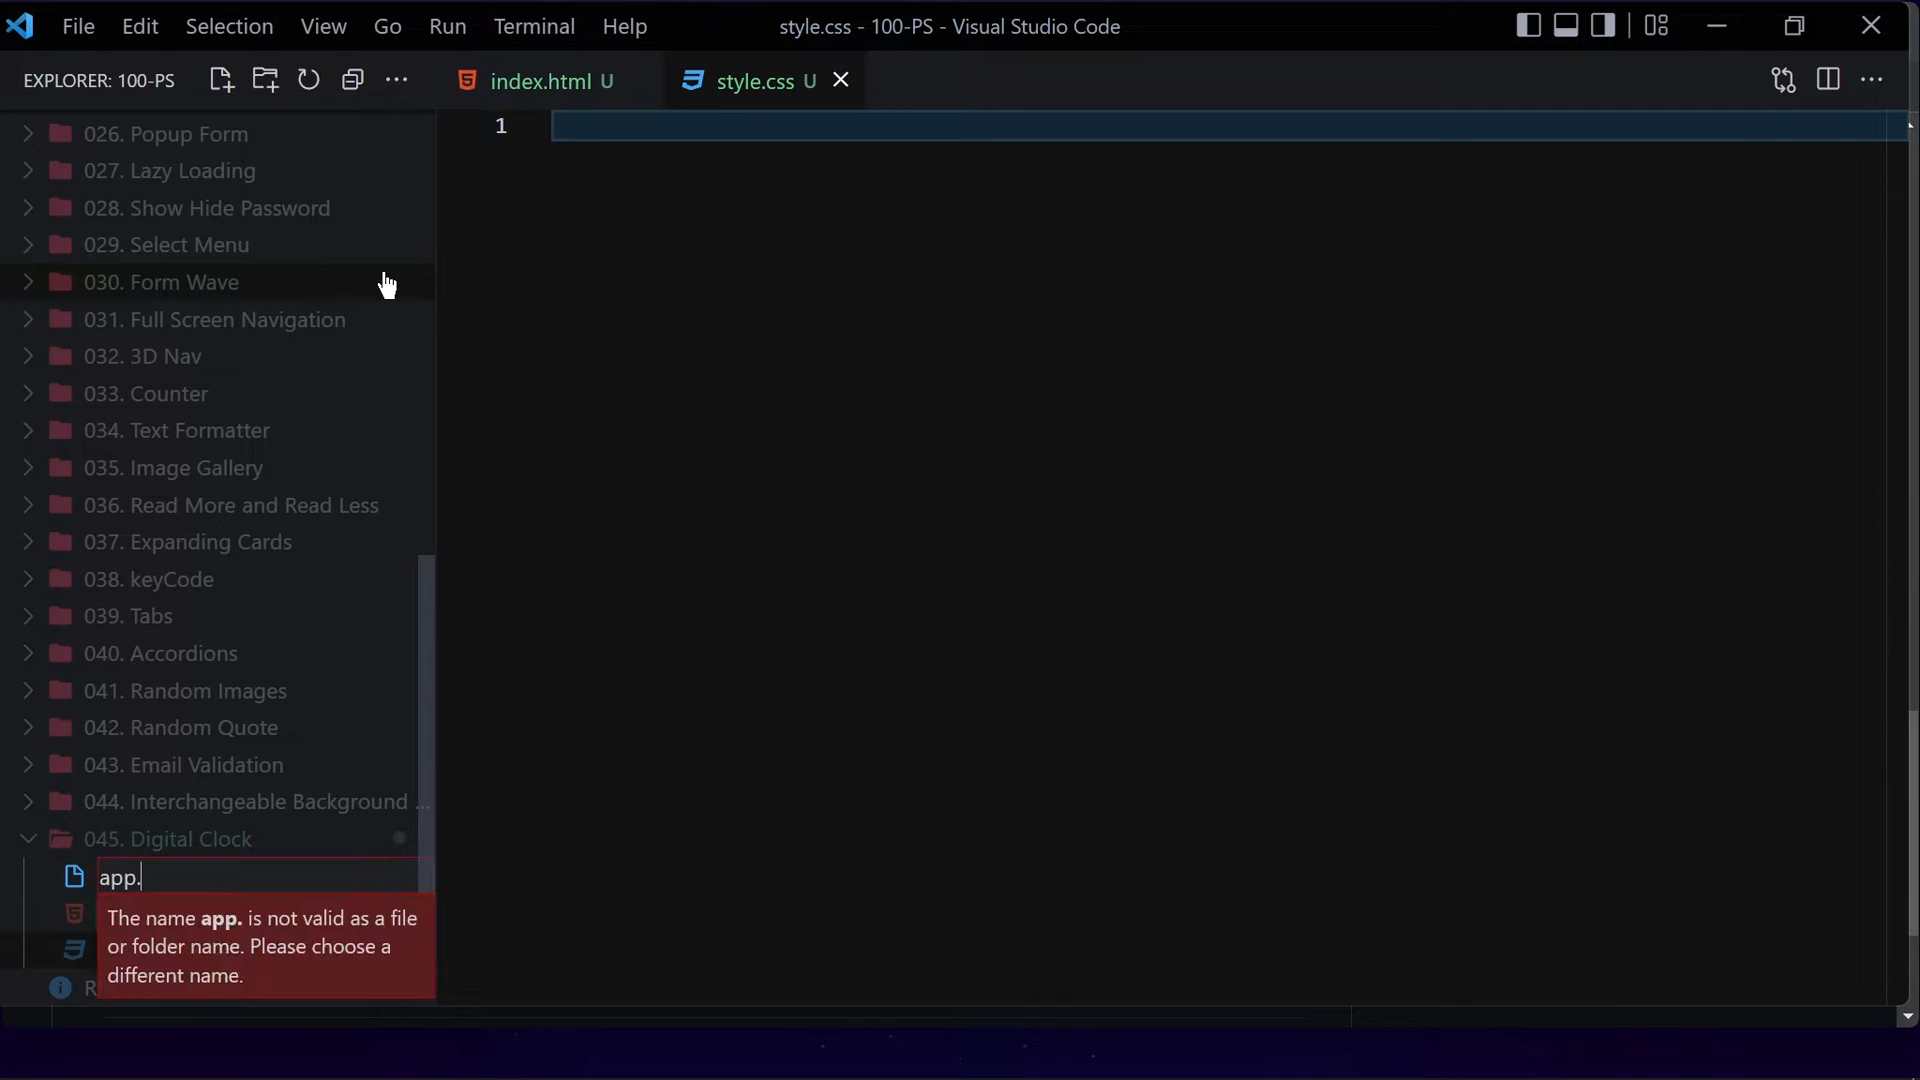 File Edit Selection View Go Run Terminal Help style.css - 100-PS - Visual Studio Code
EXPLORER: 100-PS
index.html U
style.css U
1
026. Popup Form
027. Lazy Loading
028. Show Hide Password
029. Select Menu
030. Form Wave
031. Full Screen Navigation
032. 3D Nav
033. Counter
034. Text Formatter
035. Image Gallery
036. Read More and Read Less
037. Expanding Cards
038. keyCode
039. Tabs
040. Accordions
041. Random Images
042. Random Quote
043. Email Validation
044. Interchangeable Background ...
045. Digital Clock
app.
The name app. is not valid as a file
or folder name. Please choose a
different name.
R